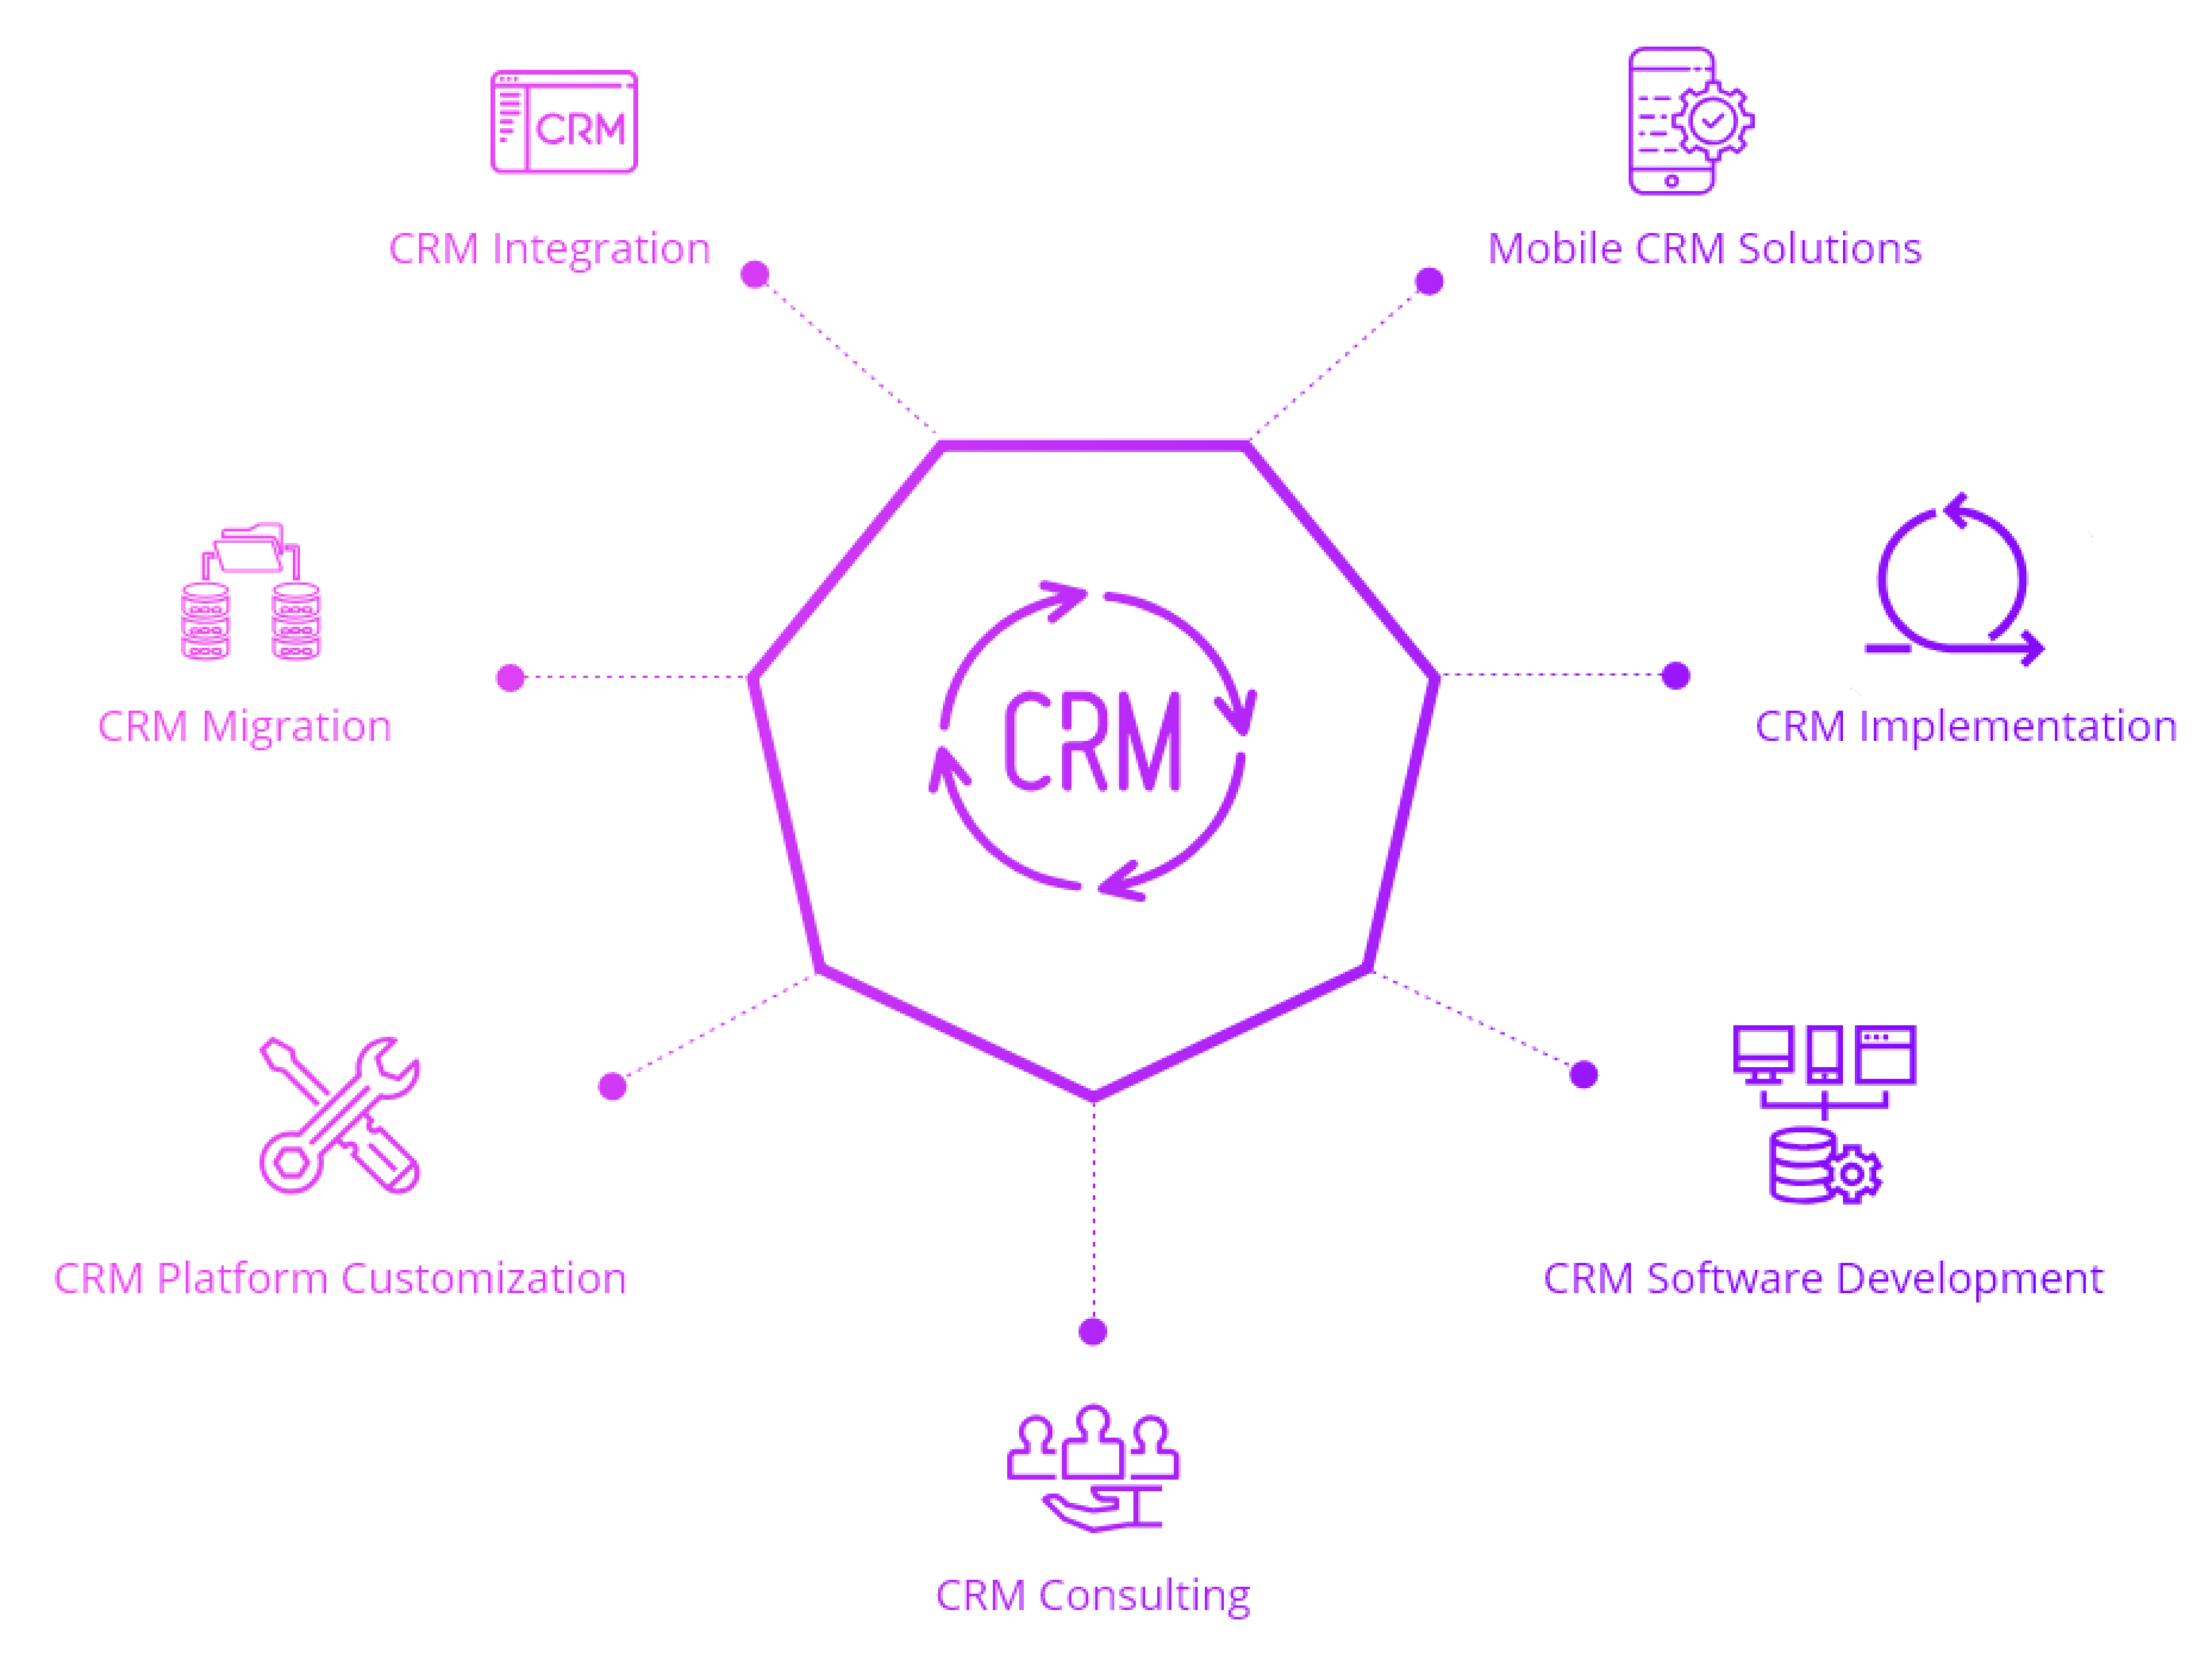 CRM
CRM Integration
Mobile CRM Solutions
CRM
CRM Migration
CRM Implementation
CRM Platform Customization
CRM Software Development
CRM Consulting